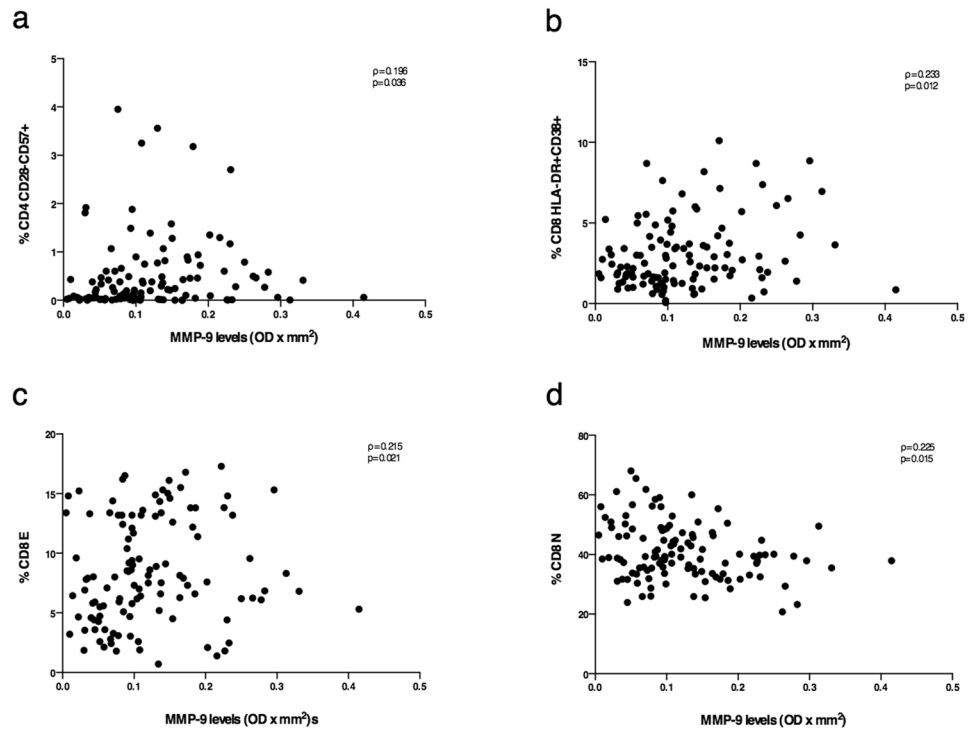 a
5
4
3
2
1
0
% CD4 CD28-CD57+
ρ=0.196
p=0.036
0.0 0.1 0.2 0.3 0.4 0.5
MMP-9 levels (OD x mm²)
b
15
10
5
0
% CD8 HLA-DR+CD38+
ρ=0.233
p=0.012
0.0 0.1 0.2 0.3 0.4 0.5
MMP-9 levels (OD x mm²)
c
20
15
10
5
0
% CD8 E
ρ=0.215
p=0.021
0.0 0.1 0.2 0.3 0.4 0.5
MMP-9 levels (OD x mm²)s
d
80
60
40
20
0
% CD8 N
ρ=0.225
p=0.015
0.0 0.1 0.2 0.3 0.4 0.5
MMP-9 levels (OD x mm²)